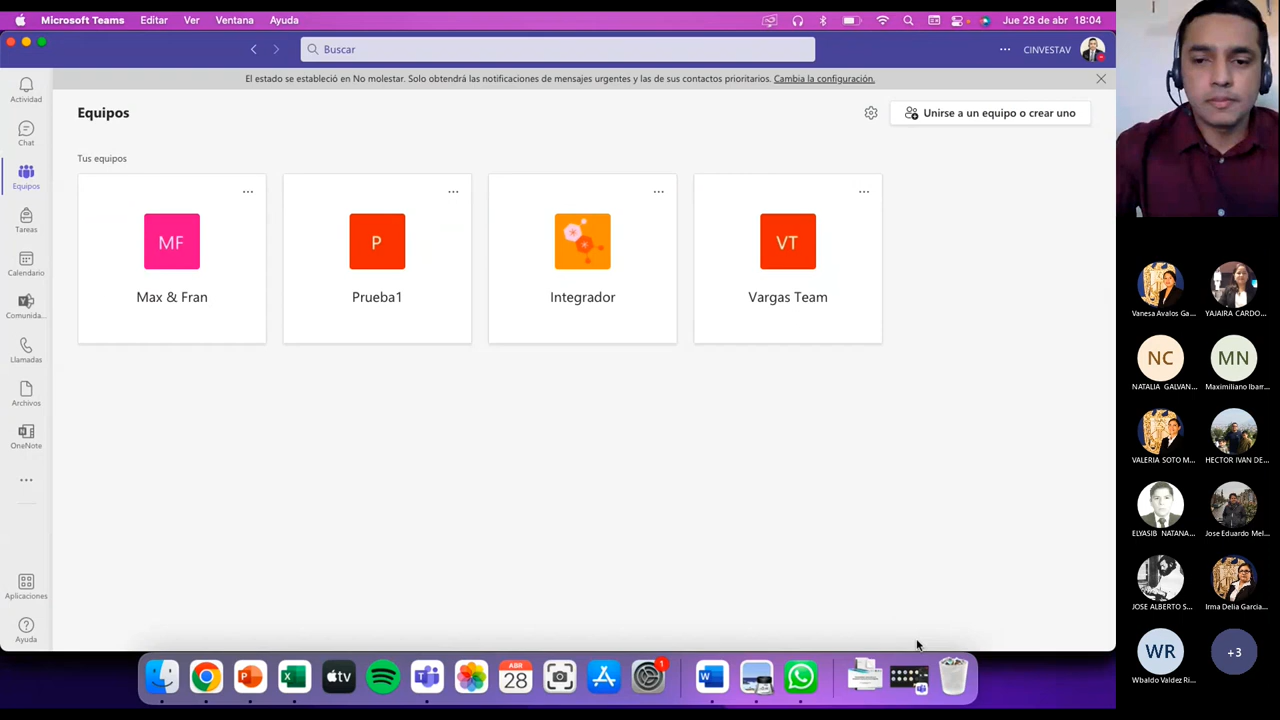 Microsoft Teams Editar Ver Ventana Ayuda
Jue 28 de abr 18:04
Buscar
CINVESTAV
El estado se estableció en No molestar. Solo obtendrá las notificaciones de mensajes urgentes y las de sus contactos prioritarios. Cambia la configuración.
Actividad
Chat
Equipos
Tareas
Calendario
Comunida...
Llamadas
Archivos
OneNote
Aplicaciones
Ayuda
Equipos
Unirse a un equipo o crear uno
Tus equipos
MF
Max & Fran
P
Prueba1
Integrador
VT
Vargas Team
tv
ABR
28
1
Vanesa Avalos Ga...
YAJAIRA CARDO...
NC
NATALIA GALVAN...
MN
Maximiliano Ibarr...
VALERIA SOTO M...
HECTOR IVAN DE...
ELYASIB NATANA...
Jose Eduardo Mel...
JOSE ALBERTO S...
Irma Delia Garcia...
WR
Wbaldo Valdez Ri...
+3